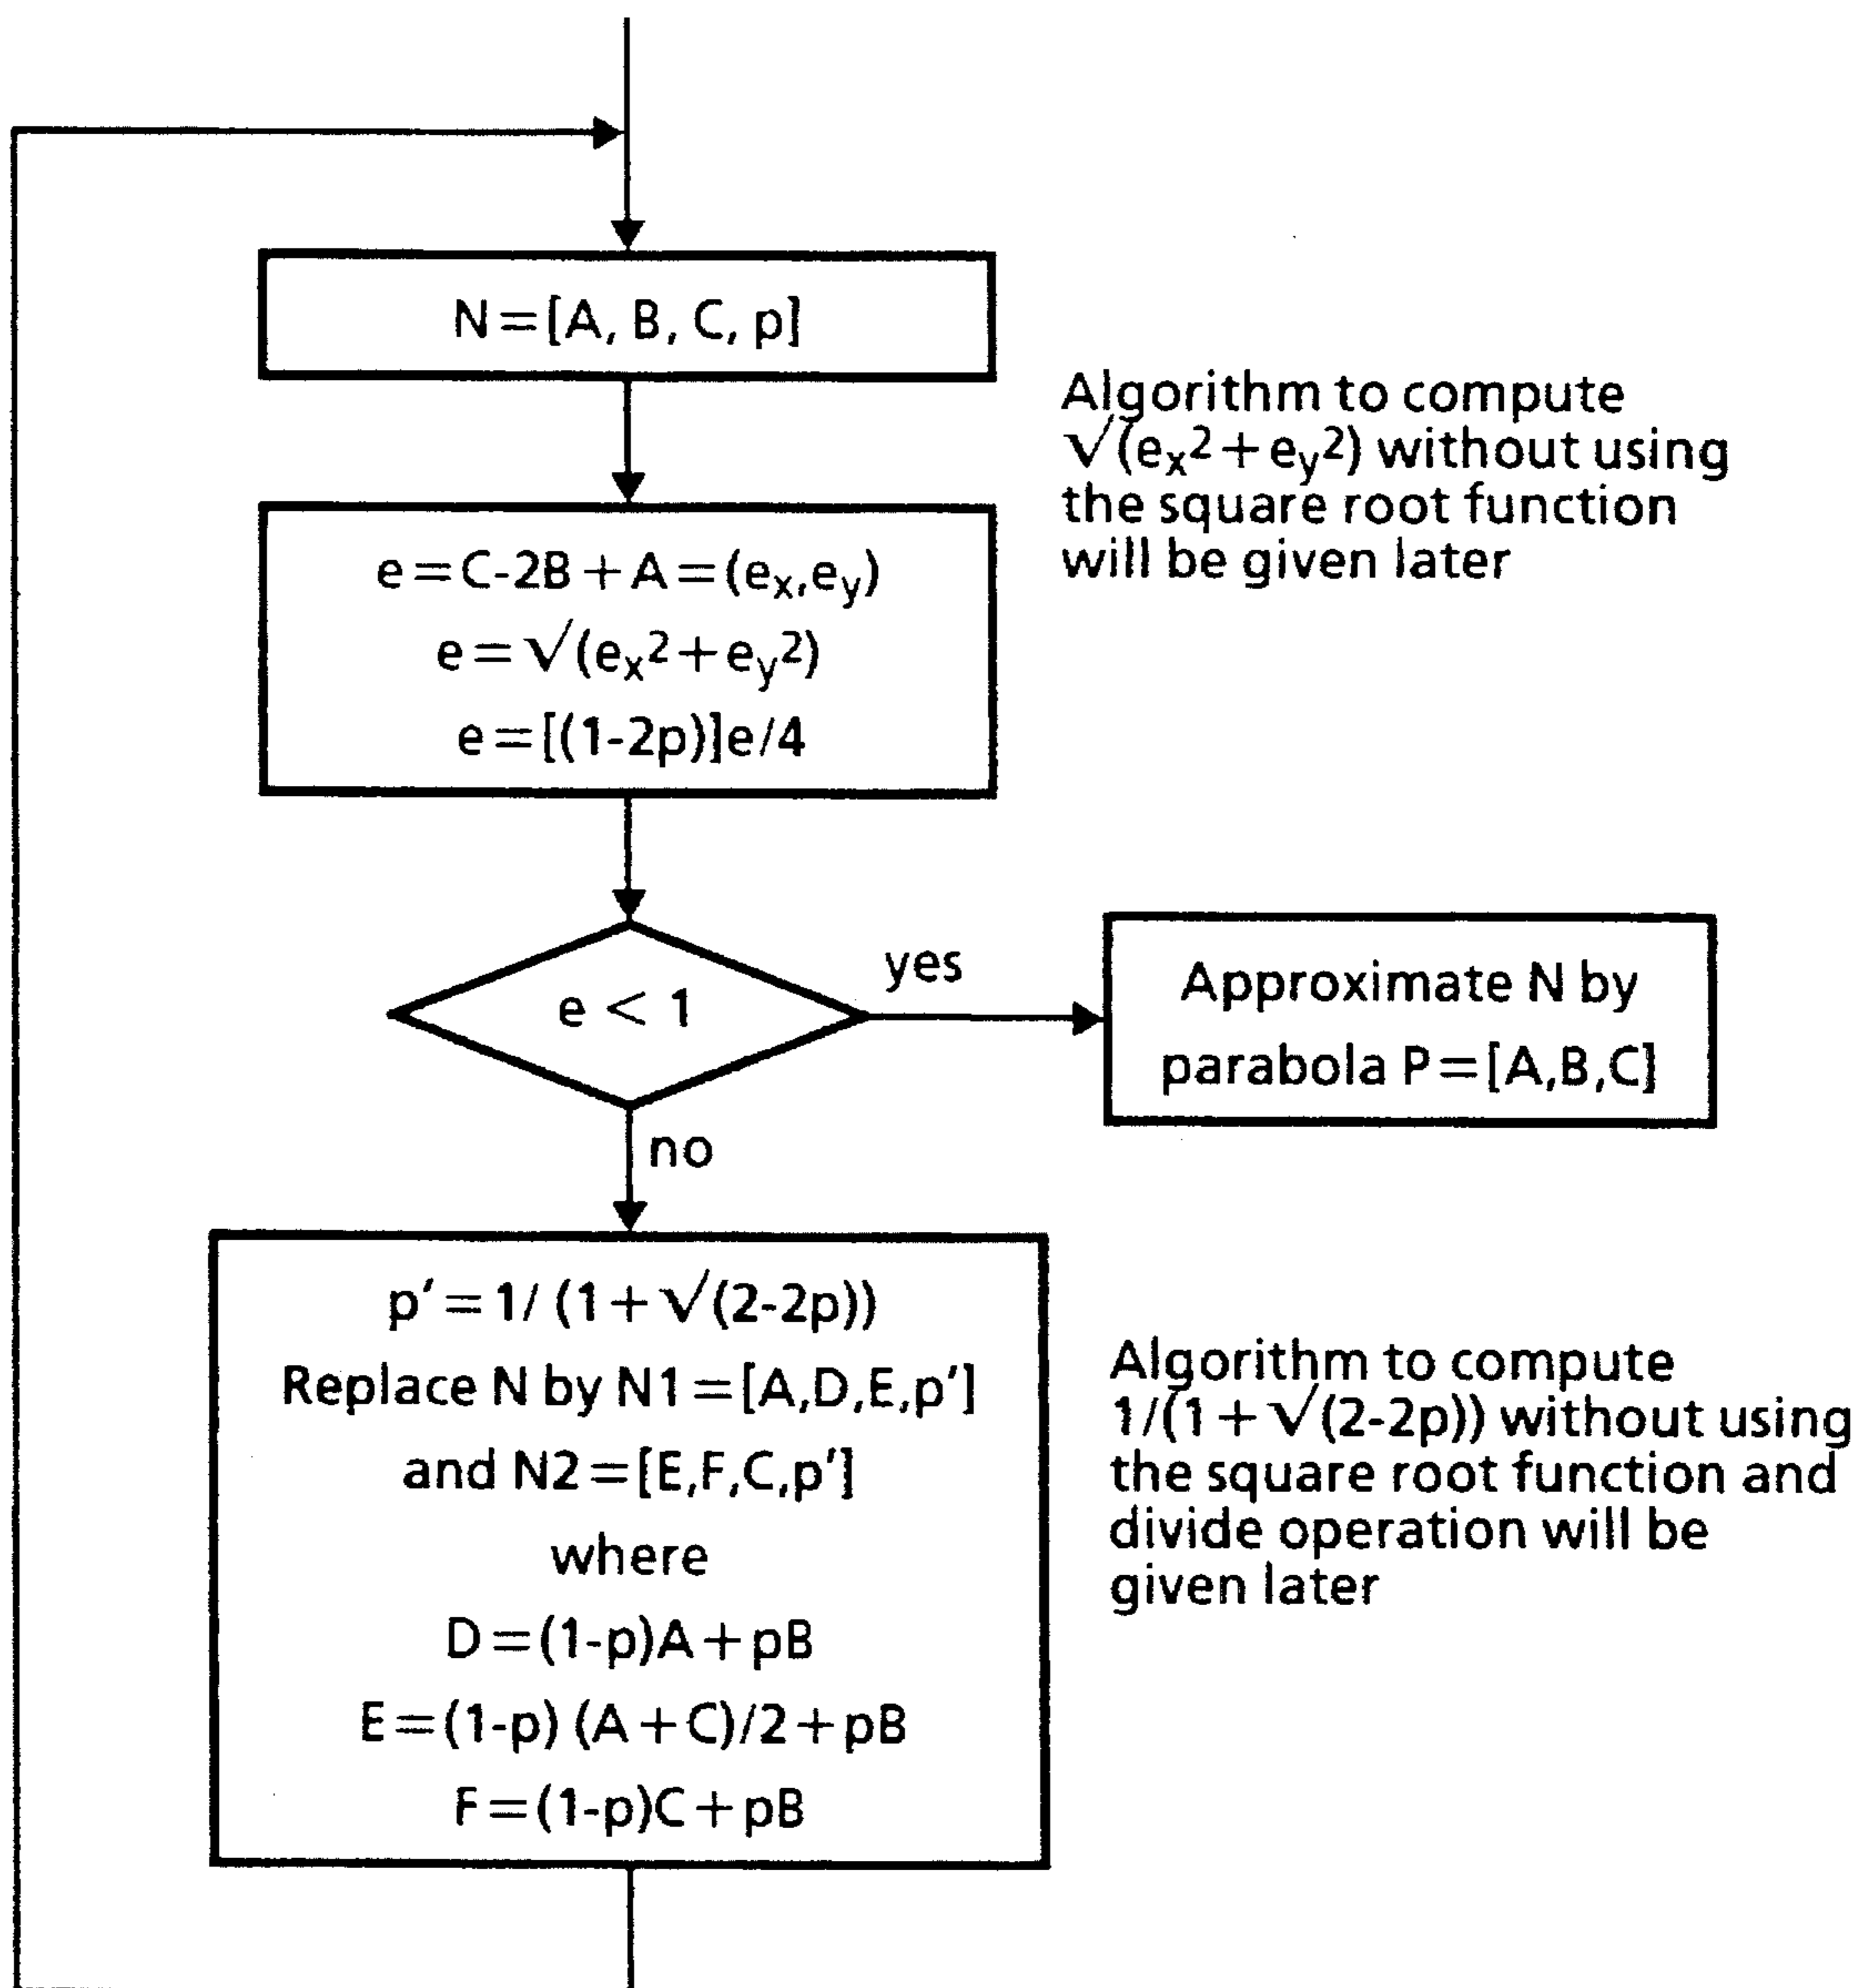 N=[A, B, C, p]
Algorithm to compute
√(eₓ²+e_y²) without using
the square root function
will be given later
e=C-2B+A=(eₓ,e_y)
e=√(eₓ²+e_y²)
e=[(1-2p)]e/4
e < 1
yes
Approximate N by
parabola P=[A,B,C]
no
p′=1/ (1+√(2-2p))
Replace N by N1=[A,D,E,p′]
and N2=[E,F,C,p′]
where
D=(1-p)A+pB
E=(1-p) (A+C)/2+pB
F=(1-p)C+pB
Algorithm to compute
1/(1+√(2-2p)) without using
the square root function and
divide operation will be
given later